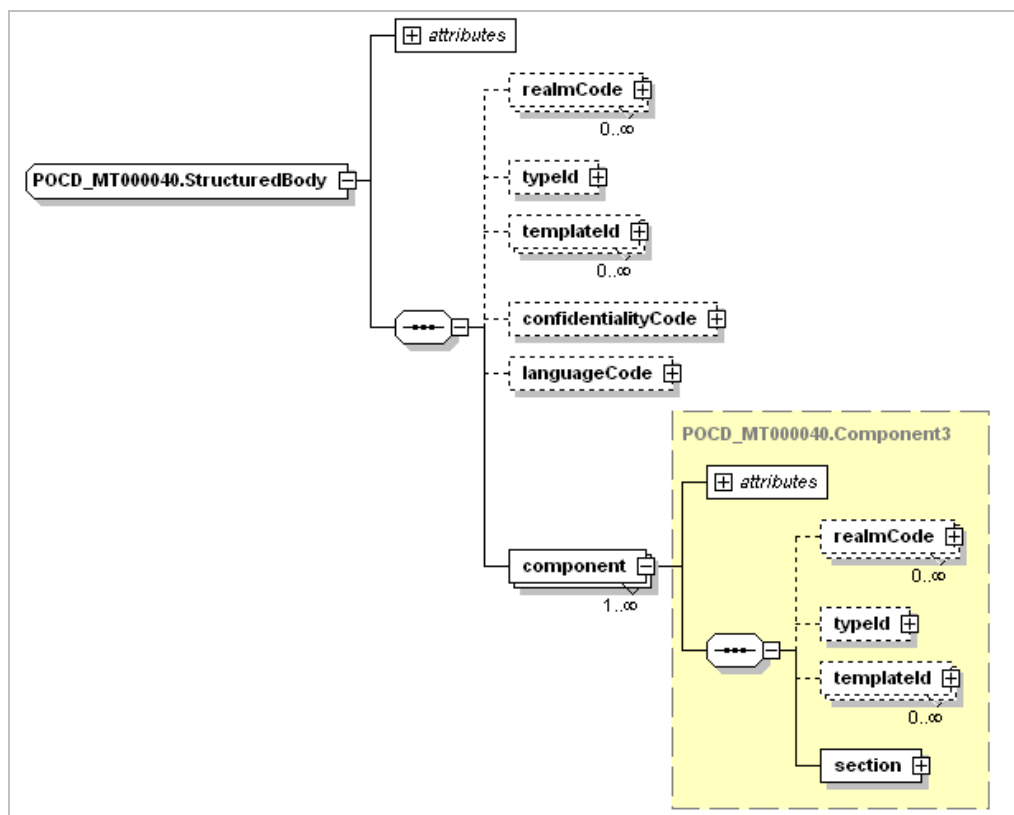 attributes
realmCode
0..∞
POCD_MT000040.StructuredBody
typeId
templateId
0..∞
confidentialityCode
languageCode
POCD_MT000040.Component3
attributes
realmCode
0..∞
component
1..∞
typeId
templateId
0..∞
section